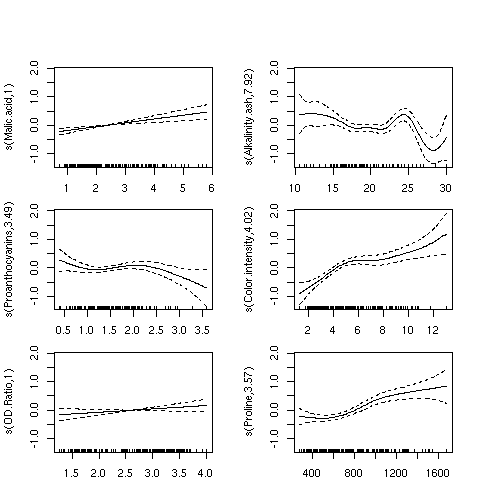 s(Malic.acid,1)
-1.0 0.0 1.0 2.0
1 2 3 4 5 6
s(Alkalinity.ash,7.92)
-1.0 0.0 1.0 2.0
10 15 20 25 30
s(Proanthocyanins,3.49)
-1.0 0.0 1.0 2.0
0.5 1.0 1.5 2.0 2.5 3.0 3.5
s(Color.intensity,4.02)
-1.0 0.0 1.0 2.0
2 4 6 8 10 12
s(OD.Ratio,1)
-1.0 0.0 1.0 2.0
1.5 2.0 2.5 3.0 3.5 4.0
s(Proline,3.57)
-1.0 0.0 1.0 2.0
400 800 1200 1600